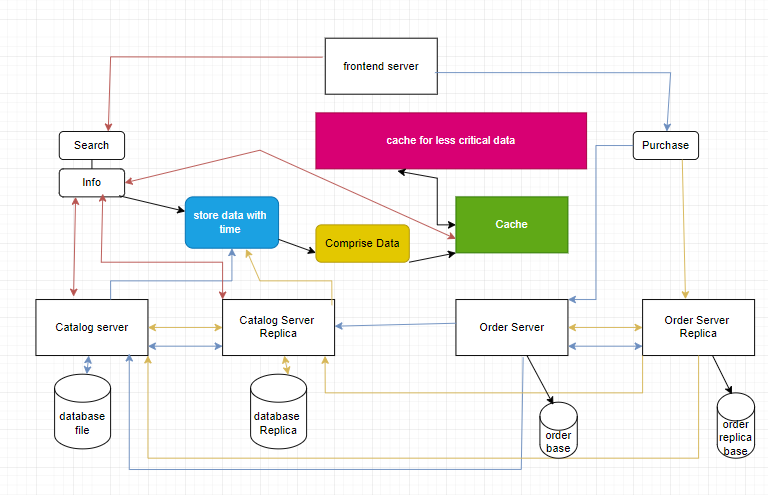 frontend server
cache for less critical data
Search
Purchase
Info
store data with
time
Cache
Comprise Data
Catalog server
Catalog Server
Replica
Order Server
Order Server
Replica
database
file
database
Replica
order
base
order
replica
base